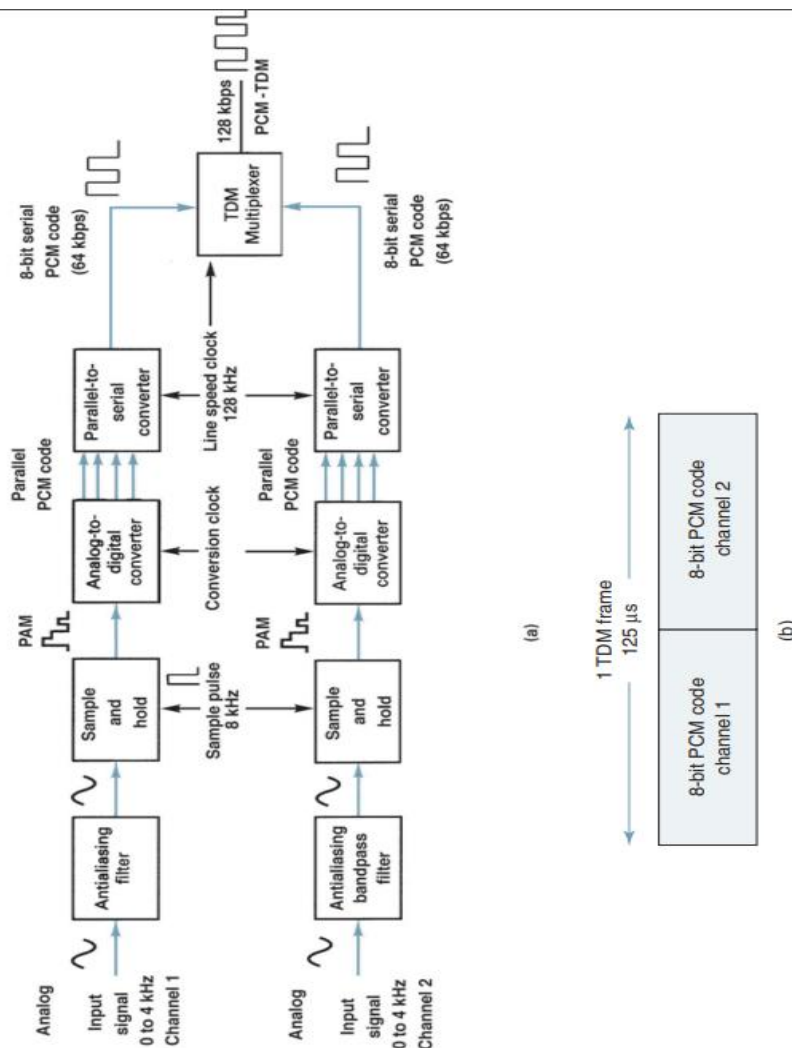 Analog
Input
signal
0 to 4 kHz
Channel 1
Antialiasing
filter
Sample
and
hold
PAM
Analog-to-
digital
converter
Parallel
PCM code
Parallel-to-
serial
converter
8-bit serial
PCM code
(64 kbps)
Sample pulse
8 kHz
Conversion clock
Line speed clock
128 kHz
TDM
Multiplexer
128 kbps
PCM -TDM
Analog
Input
signal
0 to 4 kHz
Channel 2
Antialiasing
bandpass
filter
Sample
and
hold
PAM
Analog-to-
digital
converter
Parallel
PCM code
Parallel-to-
serial
converter
8-bit serial
PCM code
(64 kbps)
(a)
1 TDM frame
125 μs
8-bit PCM code
channel 1
8-bit PCM code
channel 2
(b)